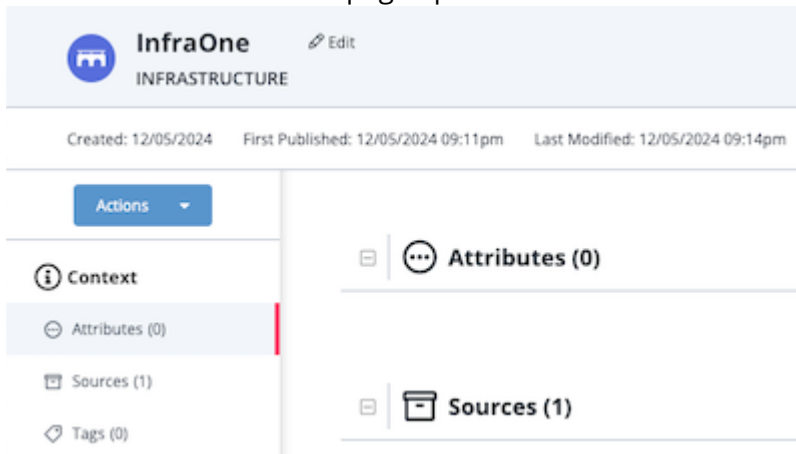 InfraOne Edit
INFRASTRUCTURE
Created: 12/05/2024 First Published: 12/05/2024 09:11pm Last Modified: 12/05/2024 09:14pm
Actions
Context
Attributes (0)
Sources (1)
Tags (0)
Attributes (0)
Sources (1)